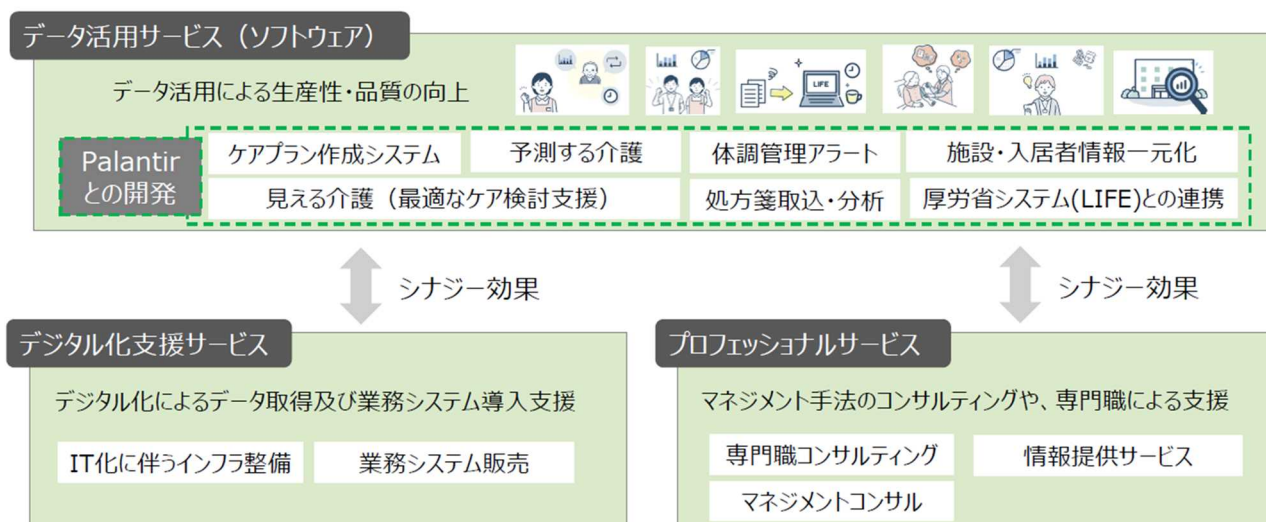 データ活用サービス（ソフトウェア）
データ活用による生産性・品質の向上
LIFE
Palantir
との開発
ケアプラン作成システム
予測する介護
体調管理アラート
施設・入居者情報一元化
見える介護（最適なケア検討支援）
処方箋取込・分析
厚労省システム(LIFE)との連携
シナジー効果
シナジー効果
デジタル化支援サービス
デジタル化によるデータ取得及び業務システム導入支援
IT化に伴うインフラ整備
業務システム販売
プロフェッショナルサービス
マネジメント手法のコンサルティングや、専門職による支援
専門職コンサルティング
情報提供サービス
マネジメントコンサル